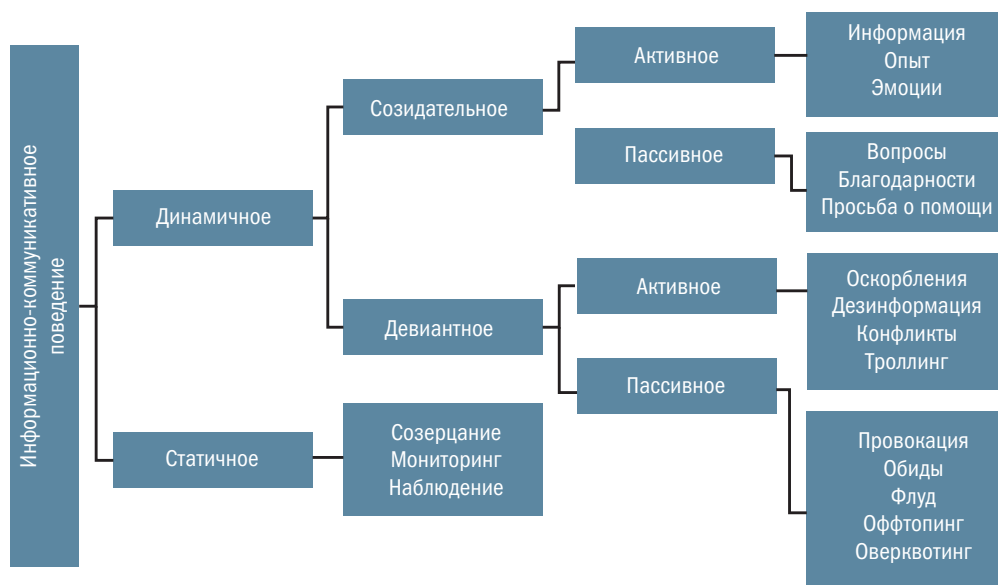 Информационно-коммуникативное
поведение
Динамичное
Статичное
Созидательное
Девиантное
Созерцание
Мониторинг
Наблюдение
Активное
Пассивное
Активное
Пассивное
Информация
Опыт
Эмоции
Вопросы
Благодарности
Просьба о помощи
Оскорбления
Дезинформация
Конфликты
Троллинг
Провокация
Обиды
Флуд
Оффтопинг
Оверквотинг